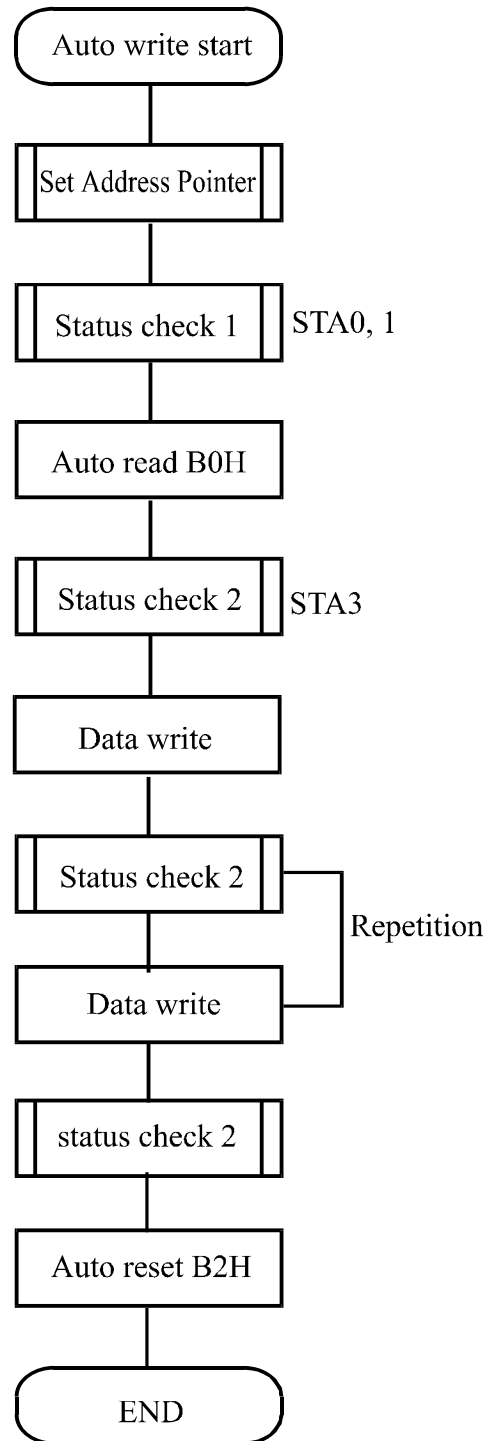 Auto write start
Set Address Pointer
Status check 1
STA0, 1
Auto read B0H
Status check 2
STA3
Data write
Status check 2
Repetition
Data write
status check 2
Auto reset B2H
END